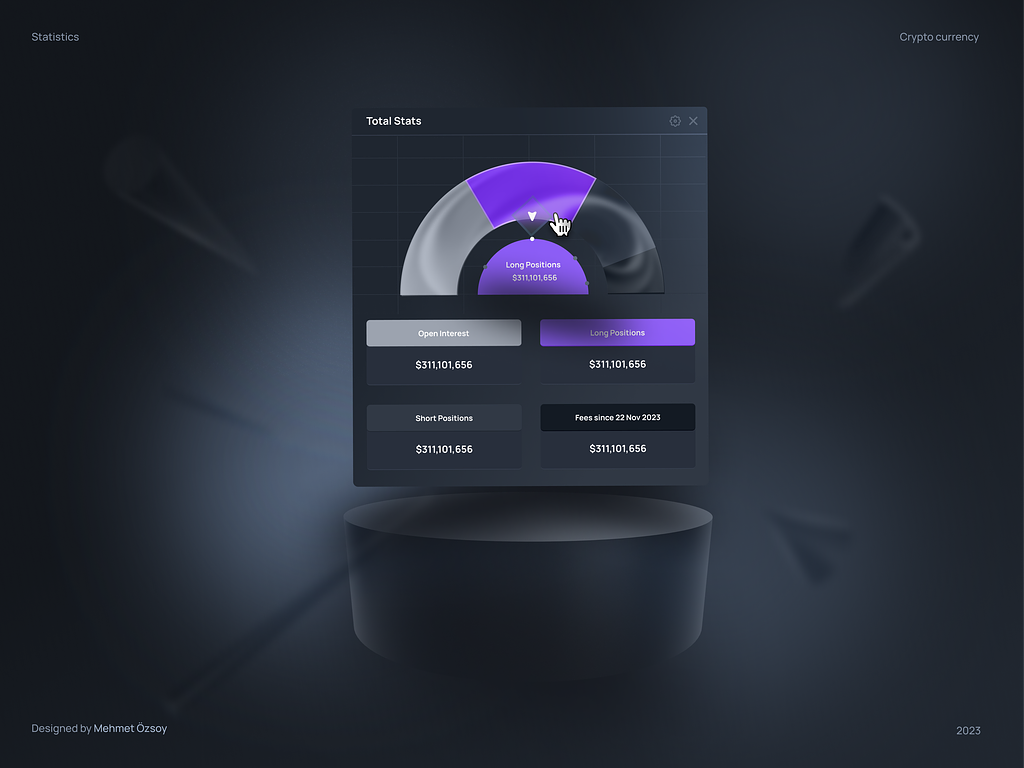 Statistics
Crypto currency
Total Stats
Long Positions
$311,101,656
Open Interest
$311,101,656
Long Positions
$311,101,656
Short Positions
$311,101,656
Fees since 22 Nov 2023
$311,101,656
Designed by Mehmet Özsoy
2023